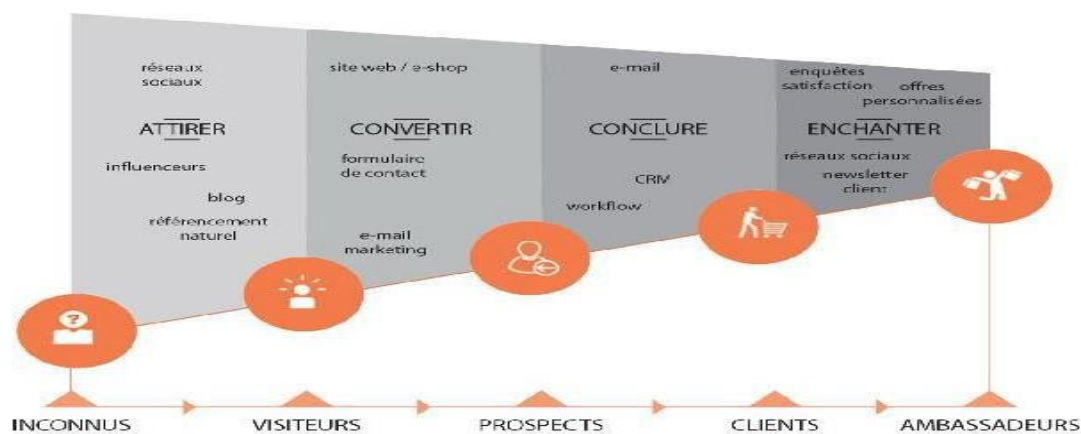 réseaux
sociaux
ATTIRER
influenceurs
blog
référencement
naturel
site web / e-shop
CONVERTIR
formulaire
de contact
e-mail
marketing
e-mail
CONCLURE
CRM
workflow
enquêtes
satisfaction
offres
personnalisées
ENCHANTER
réseaux sociaux
newsletter
client
?
INCONNUS
VISITEURS
PROSPECTS
CLIENTS
AMBASSADEURS